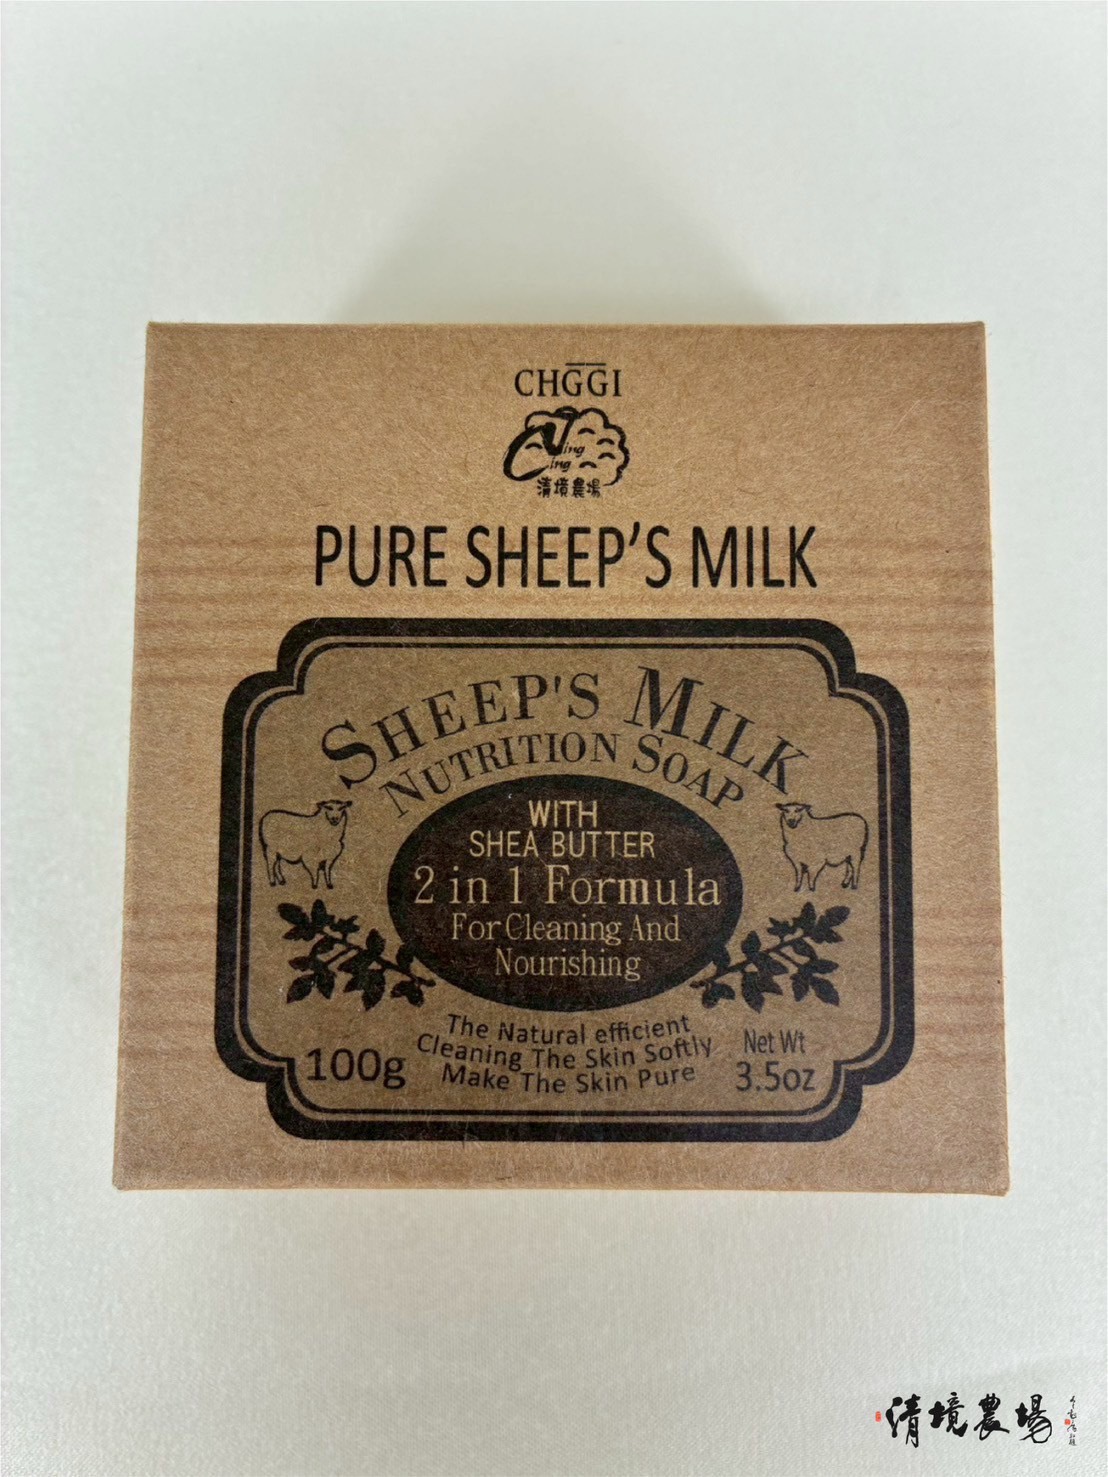 CHGGI
Jing
Cing
清境農場
PURE SHEEP'S MILK
SHEEP'S MILK
NUTRITION SOAP
WITH
SHEA BUTTER
2 in 1 Formula
For Cleaning And
Nourishing
The Natural efficient
Cleaning The Skin Softly
Make The Skin Pure
100g
Net Wt
3.5oz
清境農場